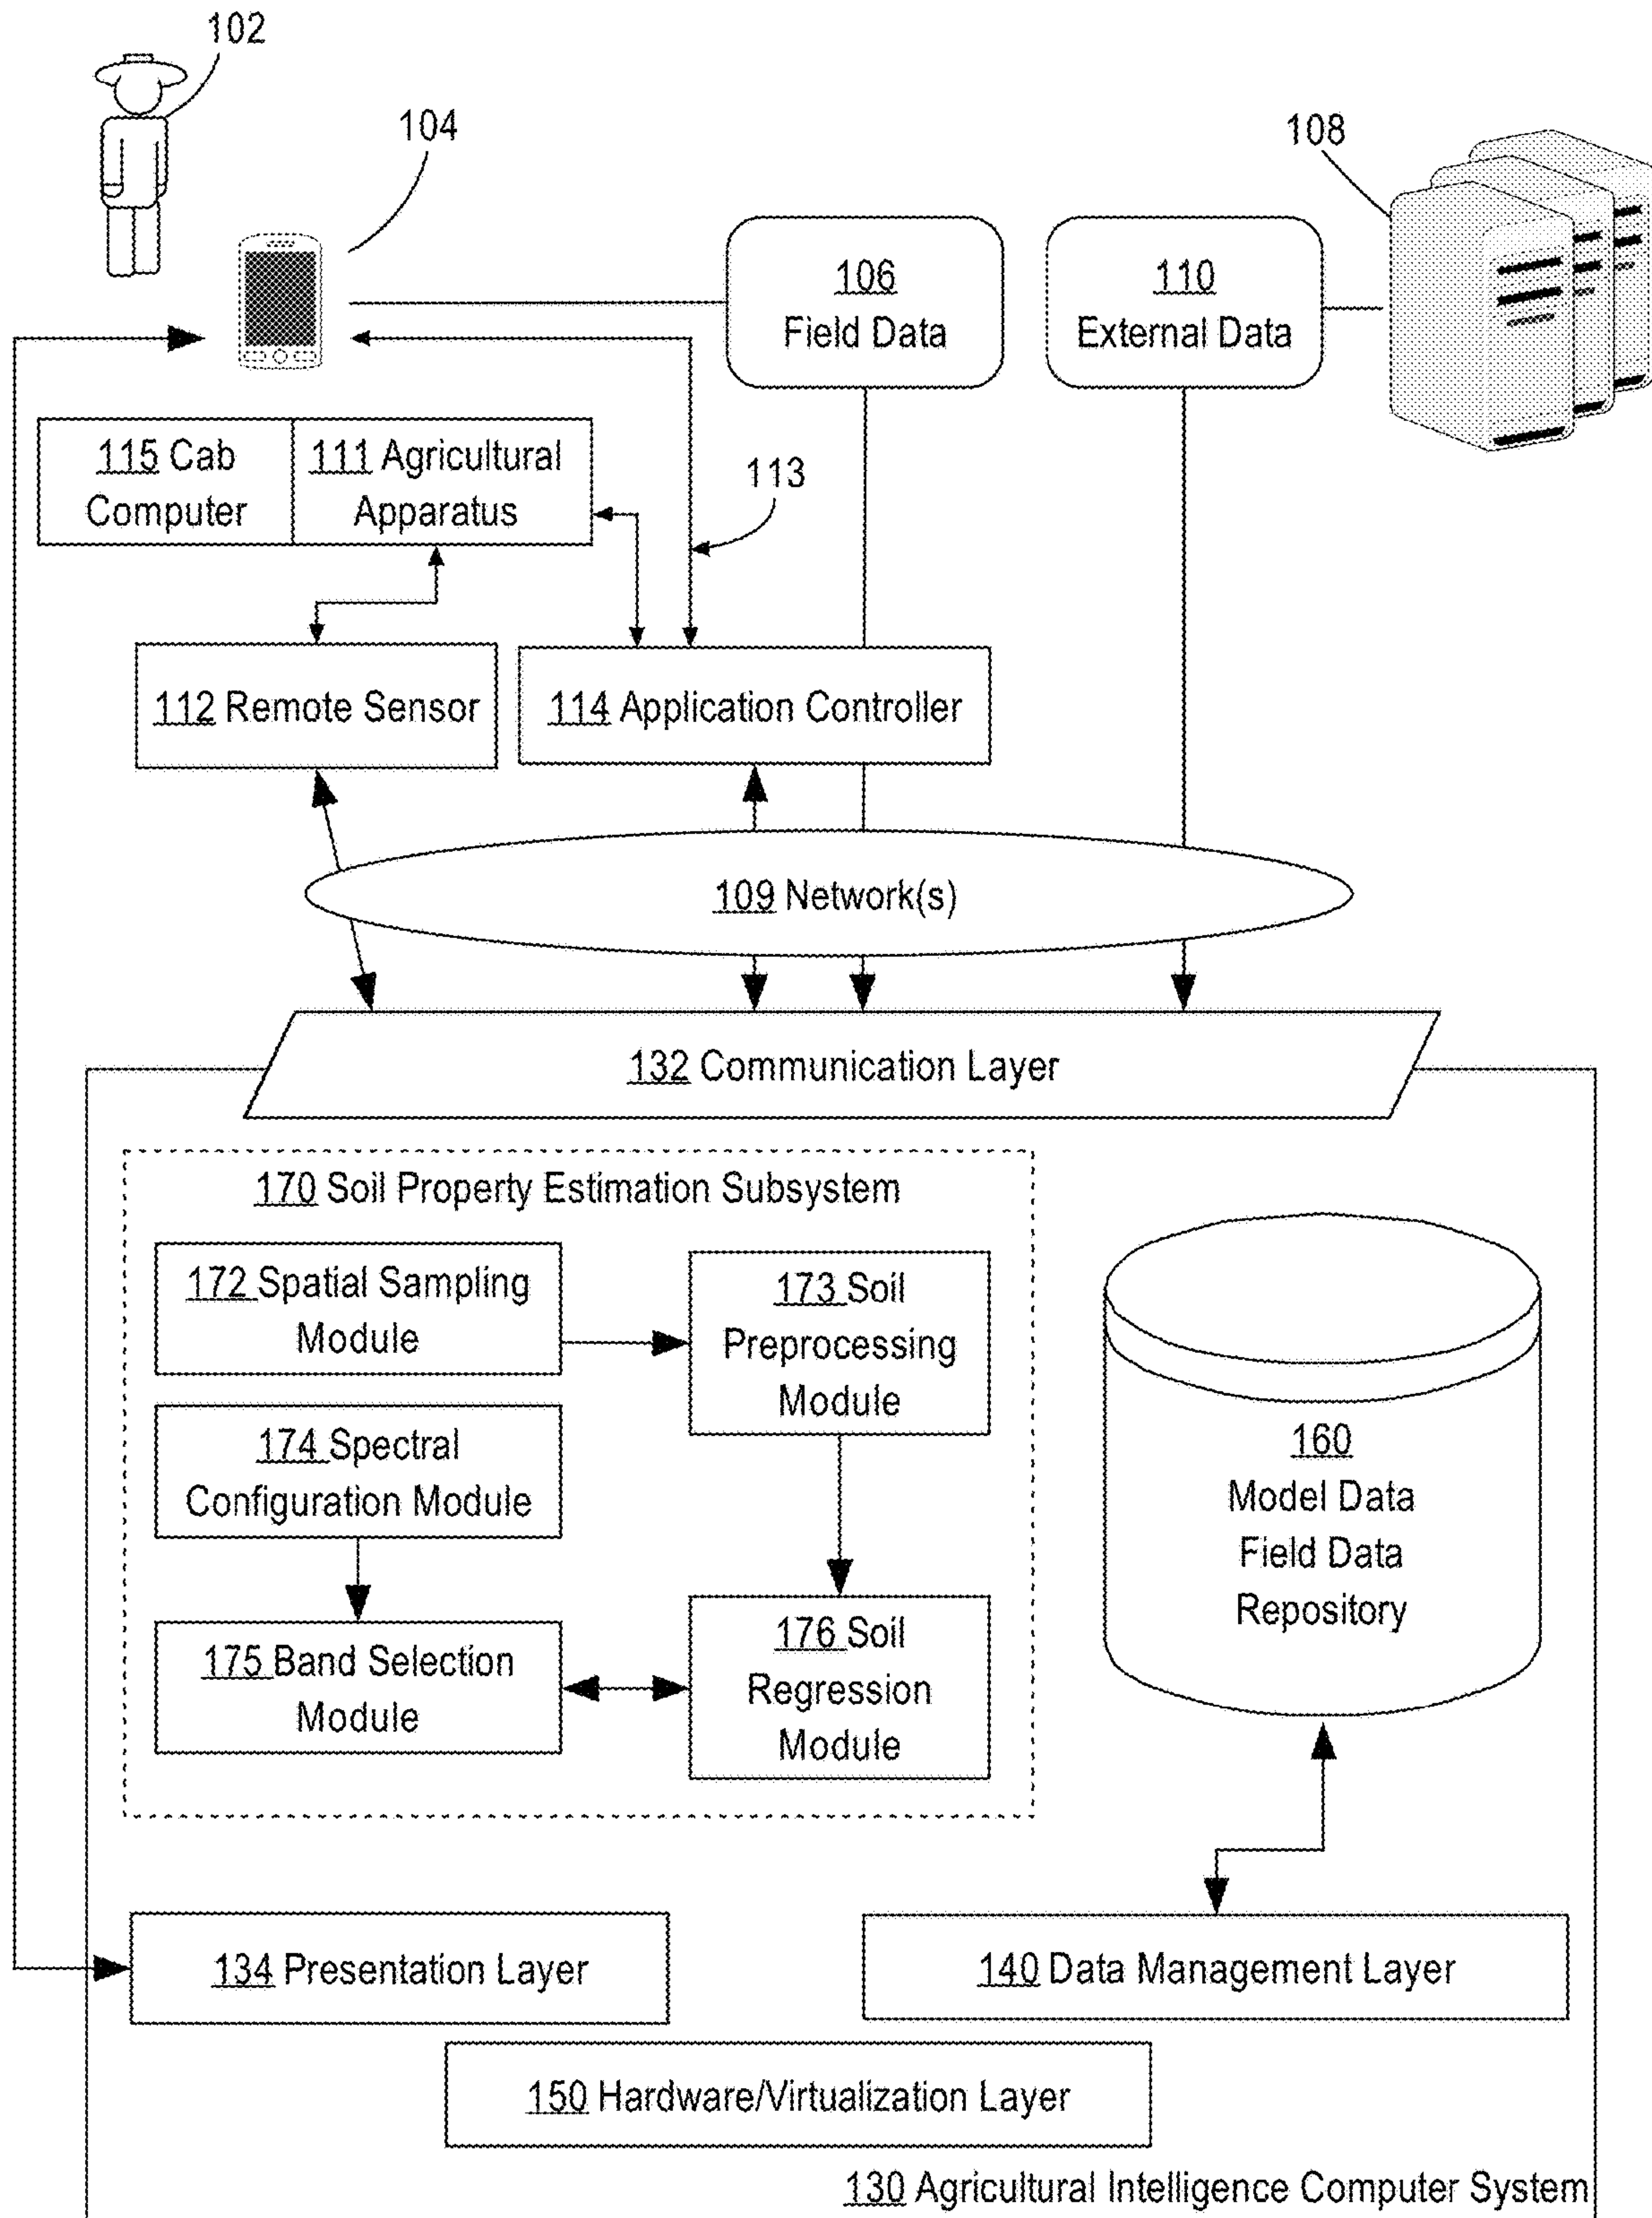 102
104
108
106
Field Data
110
External Data
115 Cab
Computer
111 Agricultural
Apparatus
113
112 Remote Sensor
114 Application Controller
109 Network(s)
132 Communication Layer
170 Soil Property Estimation Subsystem
172 Spatial Sampling
Module
173 Soil
Preprocessing
Module
174 Spectral
Configuration Module
160
Model Data
Field Data
Repository
175 Band Selection
Module
176 Soil
Regression
Module
134 Presentation Layer
140 Data Management Layer
150 Hardware/Virtualization Layer
130 Agricultural Intelligence Computer System